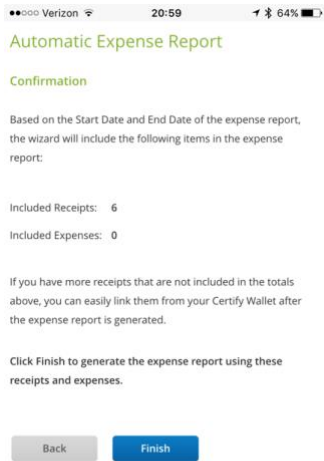 Verizon 20:59 64%
Automatic Expense Report
Confirmation
Based on the Start Date and End Date of the expense report,
the wizard will include the following items in the expense
report:
Included Receipts: 6
Included Expenses: 0
If you have more receipts that are not included in the totals
above, you can easily link them from your Certify Wallet after
the expense report is generated.
Click Finish to generate the expense report using these
receipts and expenses.
Back Finish